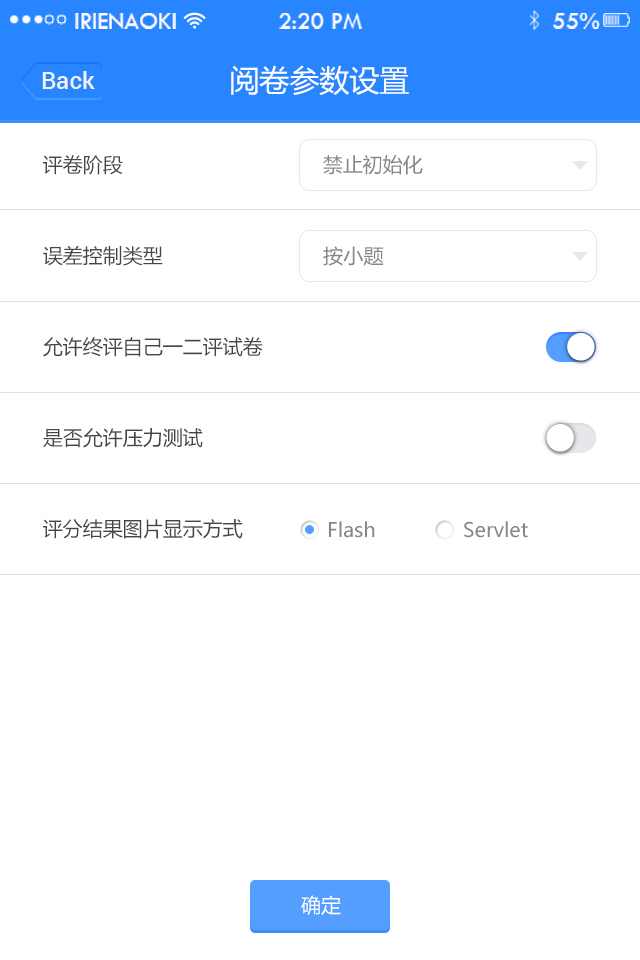 IRIENAOKI 2:20 PM 55%
Back 阅卷参数设置
评卷阶段 禁止初始化
误差控制类型 按小题
允许终评自己一二评试卷
是否允许压力测试
评分结果图片显示方式 Flash Servlet
确定